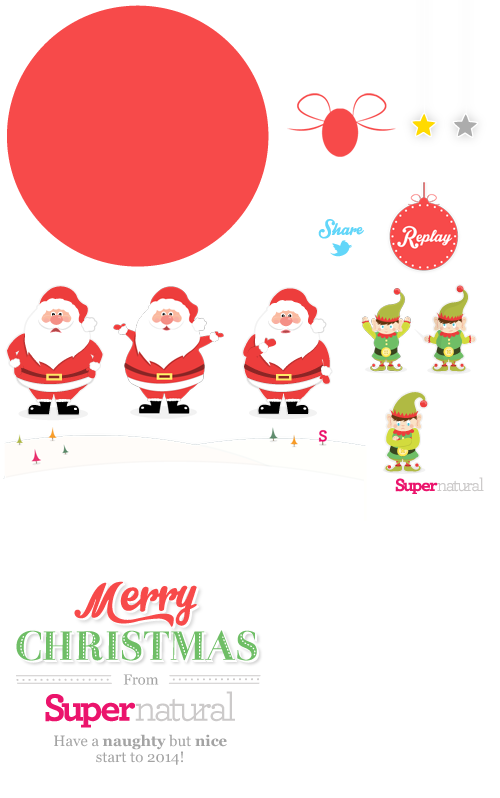 Share
Replay
S
Supernatural
Merry
CHRISTMAS
From
Supernatural
Have a naughty but nice
start to 2014!